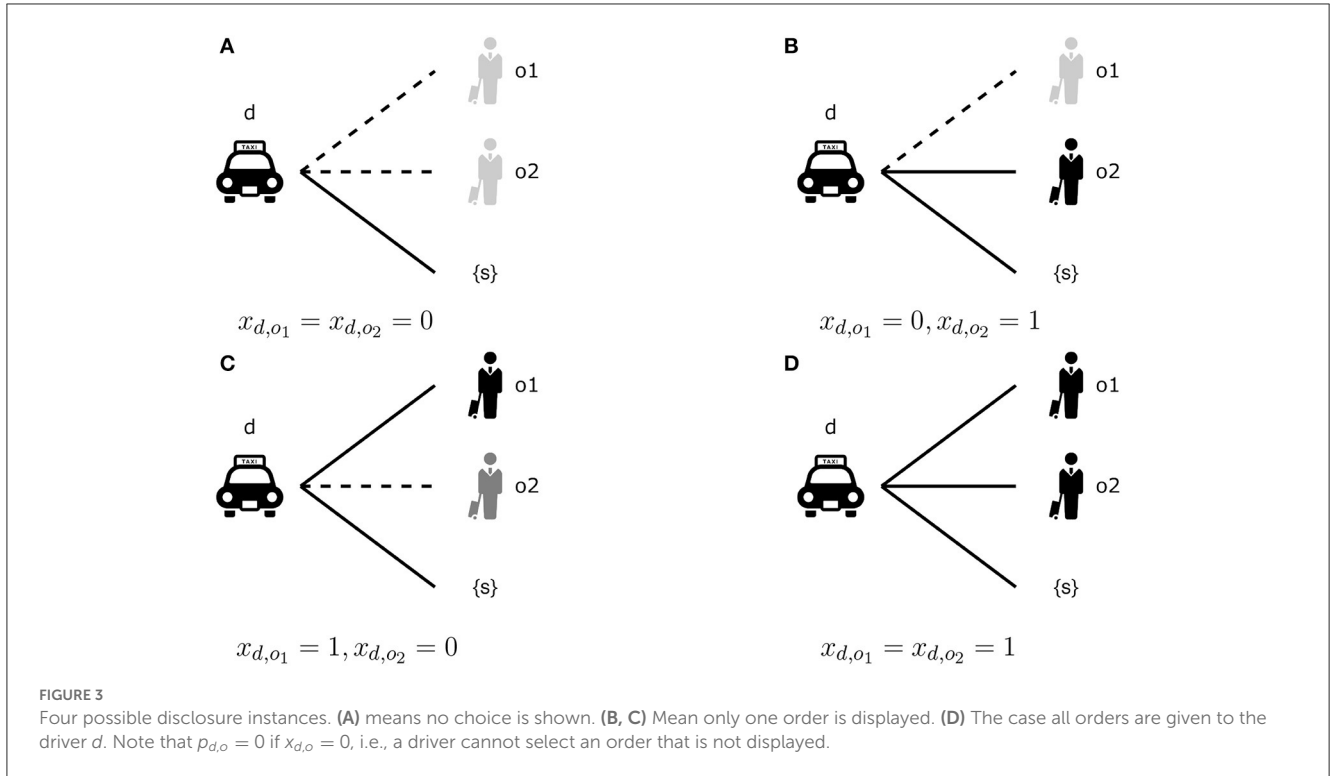 A
o1
d
TAXI
o2
{s}
x_{d,o_1} = x_{d,o_2} = 0
B
o1
d
TAXI
o2
{s}
x_{d,o_1} = 0, x_{d,o_2} = 1
C
o1
d
TAXI
o2
{s}
x_{d,o_1} = 1, x_{d,o_2} = 0
D
o1
d
TAXI
o2
{s}
x_{d,o_1} = x_{d,o_2} = 1
FIGURE 3
Four possible disclosure instances. (A) means no choice is shown. (B, C) Mean only one order is displayed. (D) The case all orders are given to the
driver d. Note that p_{d,o} = 0 if x_{d,o} = 0, i.e., a driver cannot select an order that is not displayed.